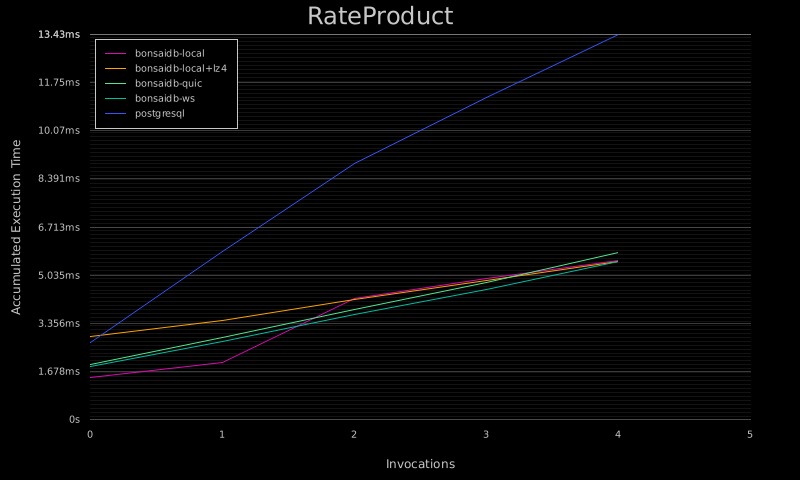 RateProduct
13.43ms
bonsaidb-local
bonsaidb-local+lz4
bonsaidb-quic
bonsaidb-ws
postgresql
11.75ms
10.07ms
8.391ms
6.713ms
5.035ms
3.356ms
1.678ms
0s
Accumulated Execution Time
0 1 2 3 4 5
Invocations